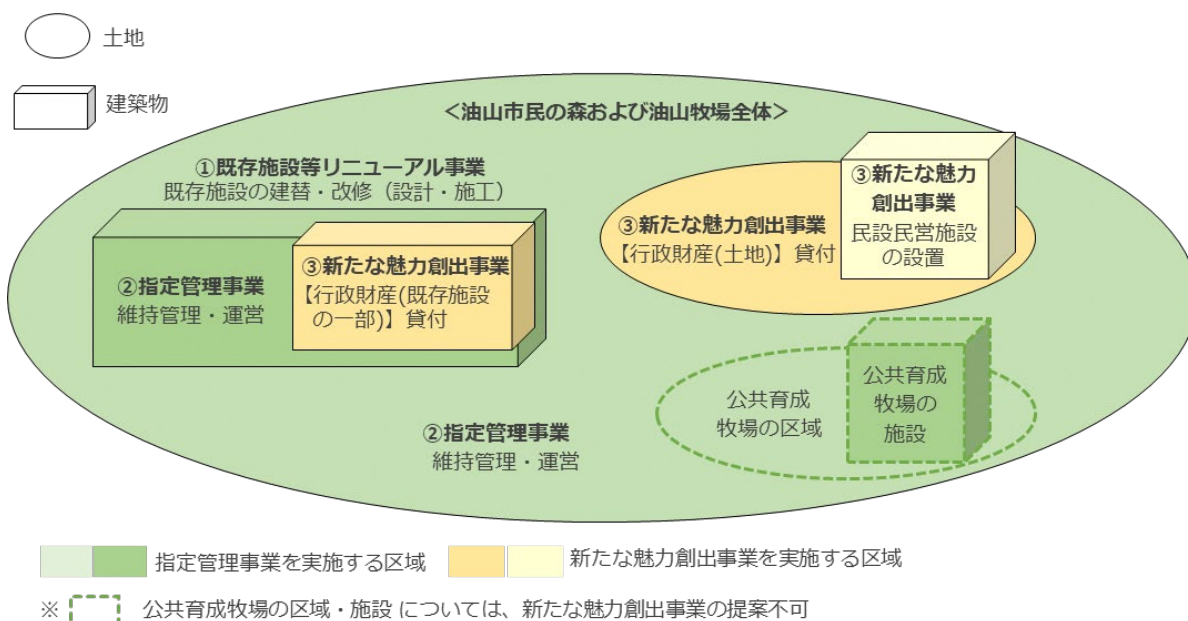 土地
建築物
<油山市民の森および油山牧場全体>
①既存施設等リニューアル事業
既存施設の建替・改修(設計・施工)
②指定管理事業
維持管理・運営
③新たな魅力創出事業
【行政財産(既存施設
の一部)】貸付
③新たな魅力創出事業
【行政財産(土地)】貸付
③新たな魅力
創出事業
民設民営施設
の設置
②指定管理事業
維持管理・運営
公共育成
牧場の区域
公共育成
牧場の
施設
指定管理事業を実施する区域
新たな魅力創出事業を実施する区域
※ 公共育成牧場の区域・施設 については、新たな魅力創出事業の提案不可